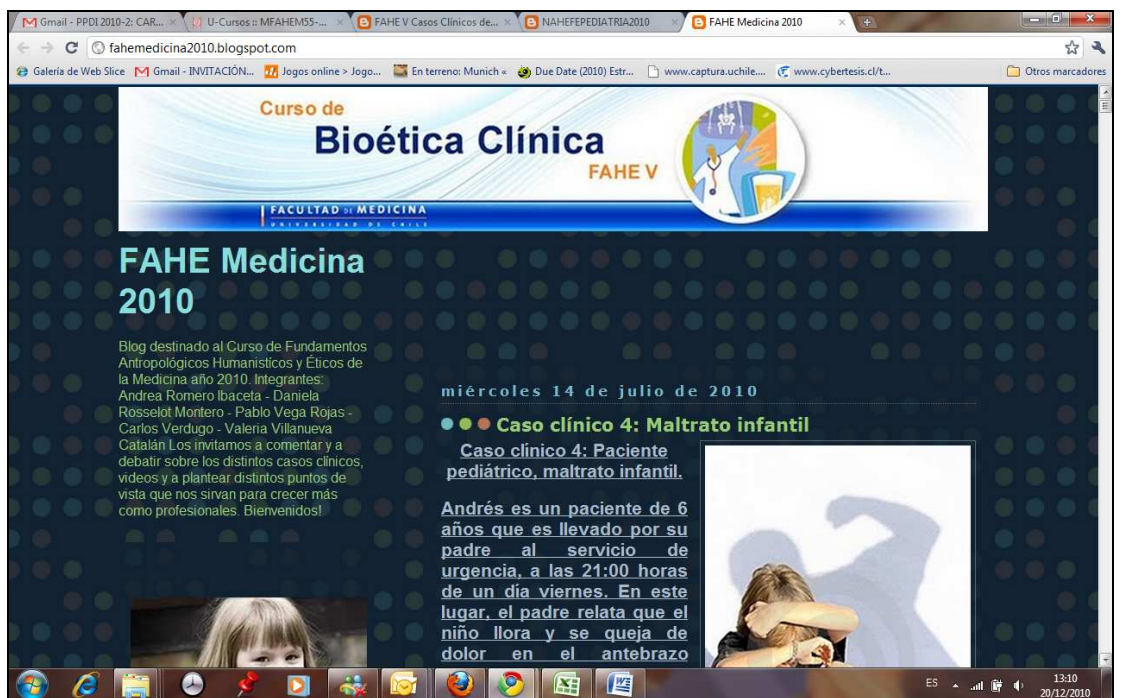 Gmail - PPDI 2010-2: CAR...
U-Cursos :: MFAHEM55-...
FAHE V Casos Clínicos de...
NAHEFEPEDIATRIA2010
FAHE Medicina 2010
fahemedicina2010.blogspot.com
Galería de Web Slice
Gmail - INVITACIÓN...
Jogos online > Jogo...
En terreno: Munich «
Due Date (2010) Estr...
www.captura.uchile....
www.cybertesis.cl/t...
Otros marcadores
Curso de
Bioética Clínica
FAHE V
FACULTAD DE MEDICINA
UNIVERSIDAD DE CHILE
FAHE Medicina
2010
Blog destinado al Curso de Fundamentos
Antropológicos Humanisticos y Éticos de
la Medicina año 2010. Integrantes:
Andrea Romero Ibaceta - Daniela
Rosselot Montero - Pablo Vega Rojas -
Carlos Verdugo - Valeria Villanueva
Catalán Los invitamos a comentar y a
debatir sobre los distintos casos clínicos,
videos y a plantear distintos puntos de
vista que nos sirvan para crecer más
como profesionales. Bienvenidos!
miércoles 14 de julio de 2010
Caso clínico 4: Maltrato infantil
Caso clínico 4: Paciente
pediátrico, maltrato infantil.
Andrés es un paciente de 6
años que es llevado por su
padre al servicio de
urgencia, a las 21:00 horas
de un día viernes. En este
lugar, el padre relata que el
niño llora y se queja de
dolor en el antebrazo
ES
13:10
20/12/2010